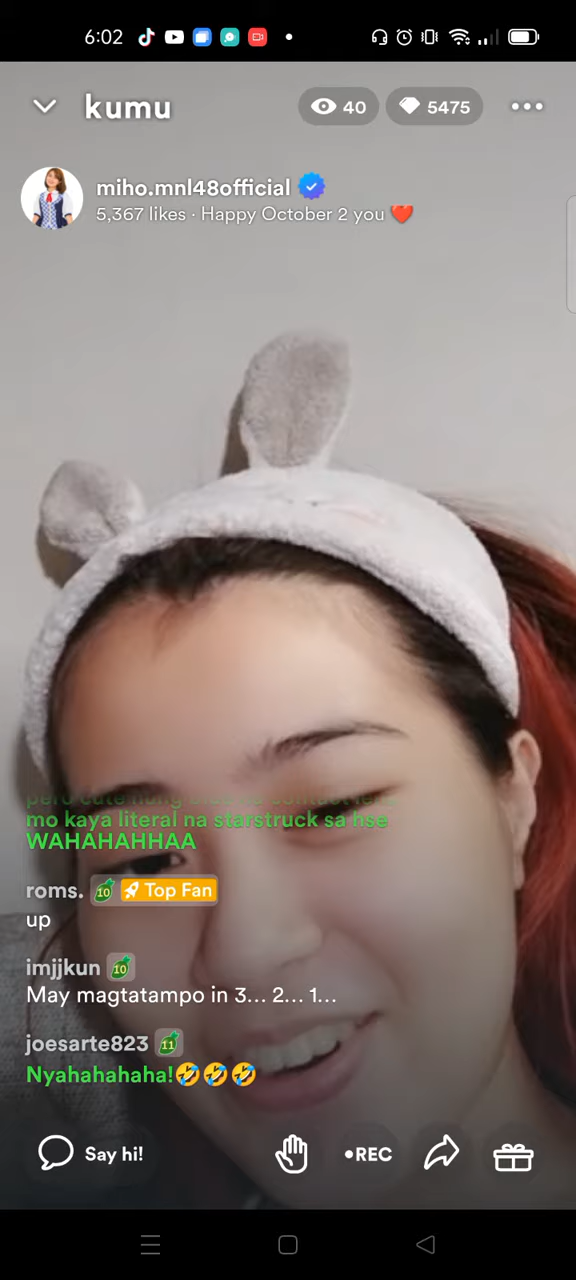 6:02
kumu
40
5475
miho.mnl48official
5,367 likes · Happy October 2 you ❤️
mo kaya literal na starstruck sa hse
WAHAHAHHAA
roms. 10 Top Fan
up
imjjkun 10
May magtatampo in 3... 2... 1...
joesarte823 11
Nyahahahaha!🤣🤣🤣
Say hi!
•REC